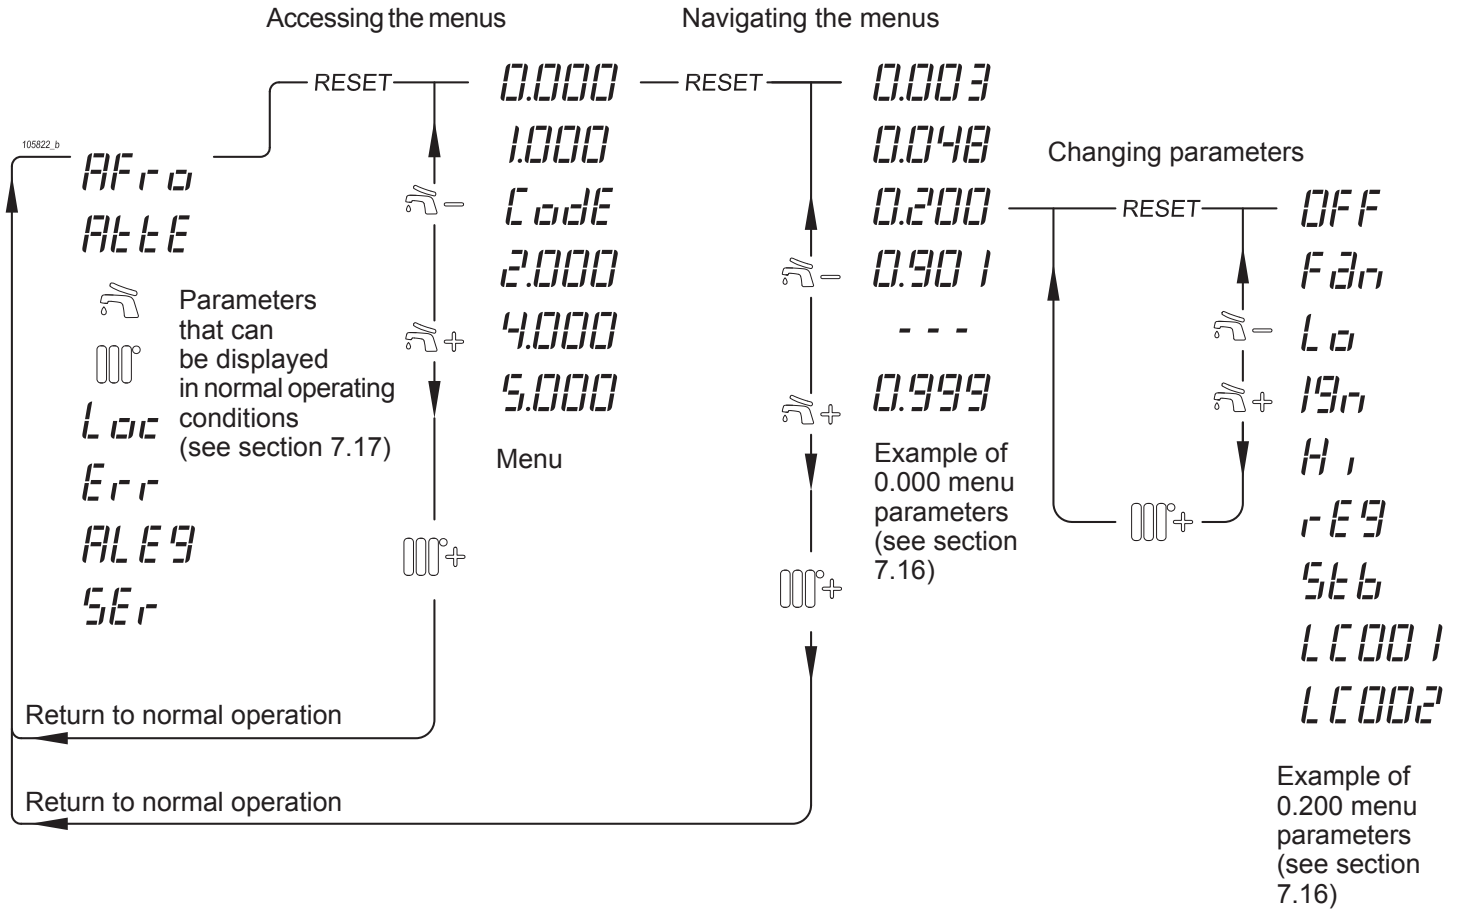 Accessing the menus
Navigating the menus
RESET
0.000
RESET
0.003
105822_b
AFro
1.000
0.048
Changing parameters
AttE
CodE
0.200
RESET
OFF
2.000
0.901
Fan
Parameters
that can
be displayed
in normal operating
conditions
(see section 7.17)
4.000
- - -
Lo
5.000
0.999
Ign
Loc
Menu
Example of
0.000 menu
parameters
(see section
7.16)
Hi
Err
rEg
ALEg
Stb
SEr
LC001
LC002
Return to normal operation
Return to normal operation
Example of
0.200 menu
parameters
(see section
7.16)